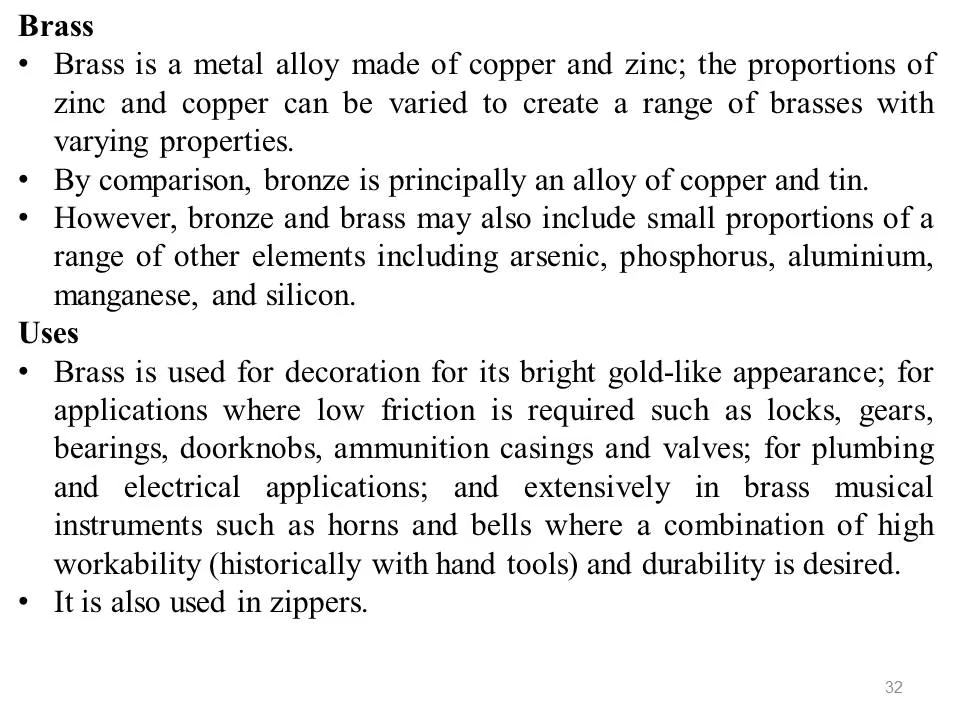 Brass
• Brass is a metal alloy made of copper and zinc; the proportions of
zinc and copper can be varied to create a range of brasses with
varying properties.
• By comparison, bronze is principally an alloy of copper and tin.
• However, bronze and brass may also include small proportions of a
range of other elements including arsenic, phosphorus, aluminium,
manganese, and silicon.
Uses
• Brass is used for decoration for its bright gold-like appearance; for
applications where low friction is required such as locks, gears,
bearings, doorknobs, ammunition casings and valves; for plumbing
and electrical applications; and extensively in brass musical
instruments such as horns and bells where a combination of high
workability (historically with hand tools) and durability is desired.
• It is also used in zippers.
32